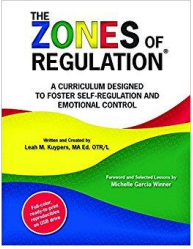 THE
ZONES OF
REGULATION®
A CURRICULUM DESIGNED
TO FOSTER SELF-REGULATION AND
EMOTIONAL CONTROL
Written and Created by
Leah M. Kuypers, MA Ed. OTR/L
Foreword and Selected Lessons by
Michelle Garcia Winner
Full-color,
ready-to-print
reproducibles
on USB drive